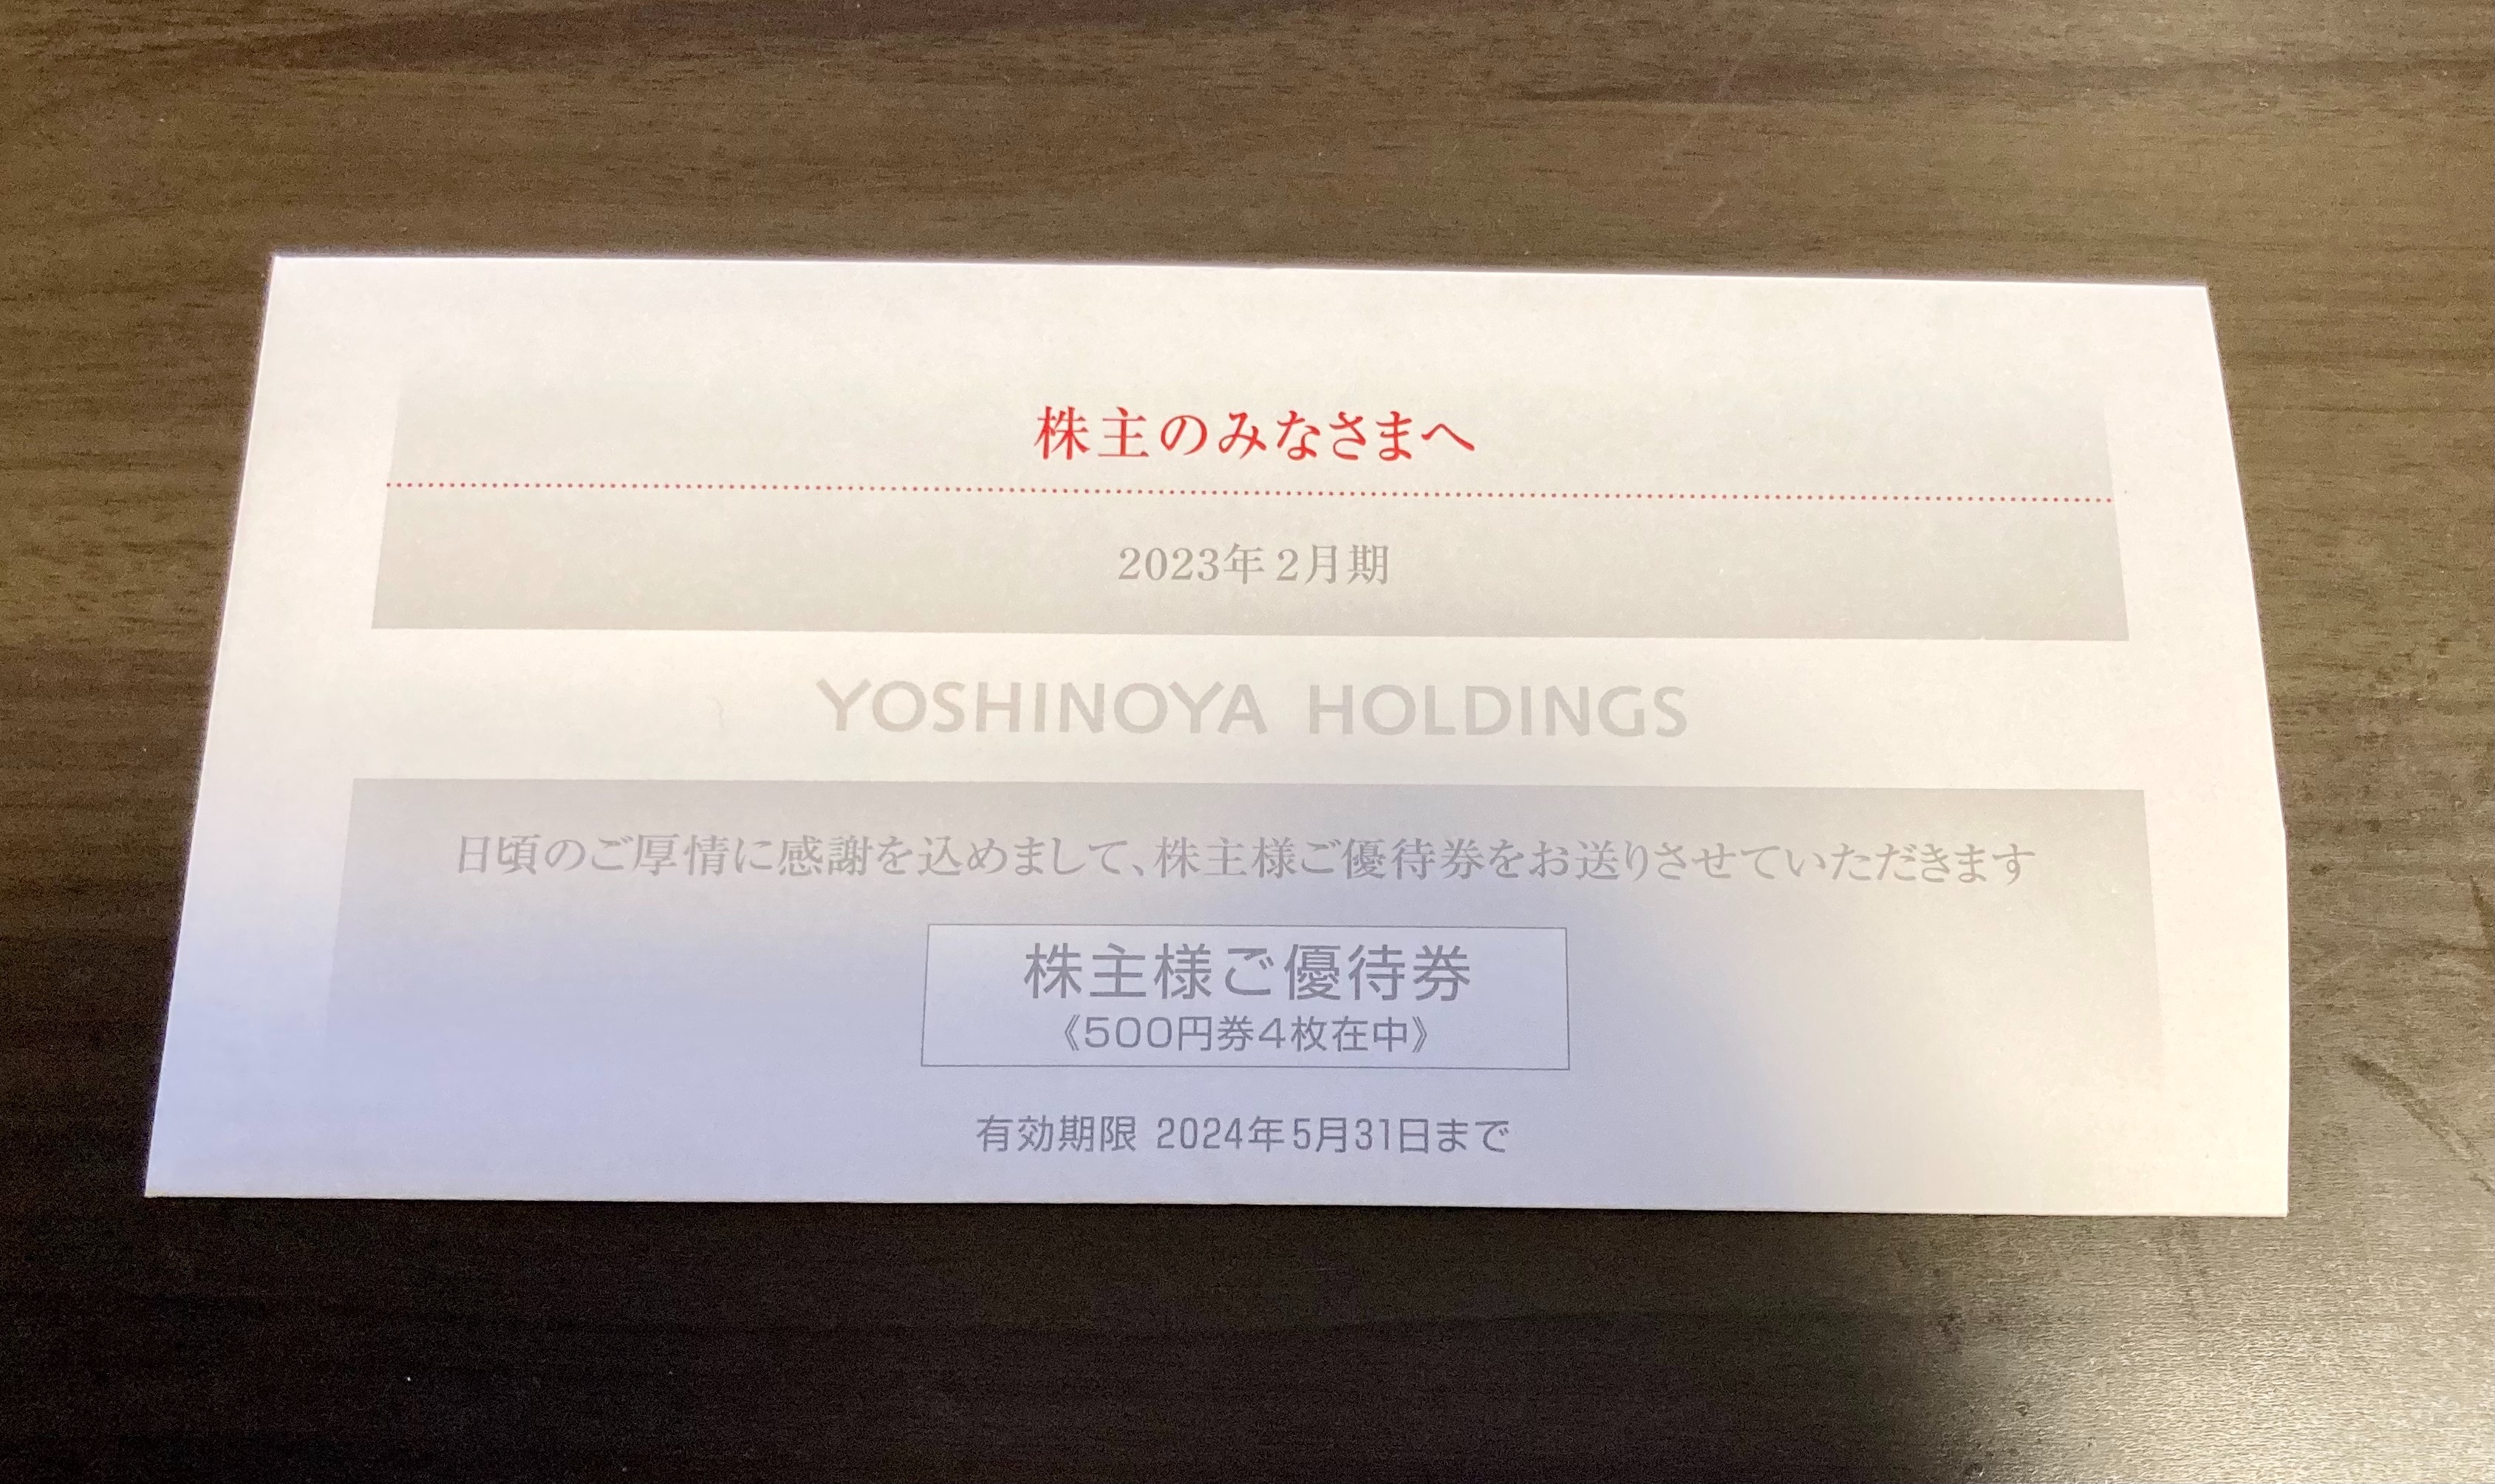 株主のみなさまへ
2023年2月期
YOSHINOYA HOLDINGS
日頃のご厚情に感謝を込めまして、株主様ご優待券をお送りさせていただきます
株主様ご優待券
《500円券4枚在中》
有効期限 2024年5月31日まで